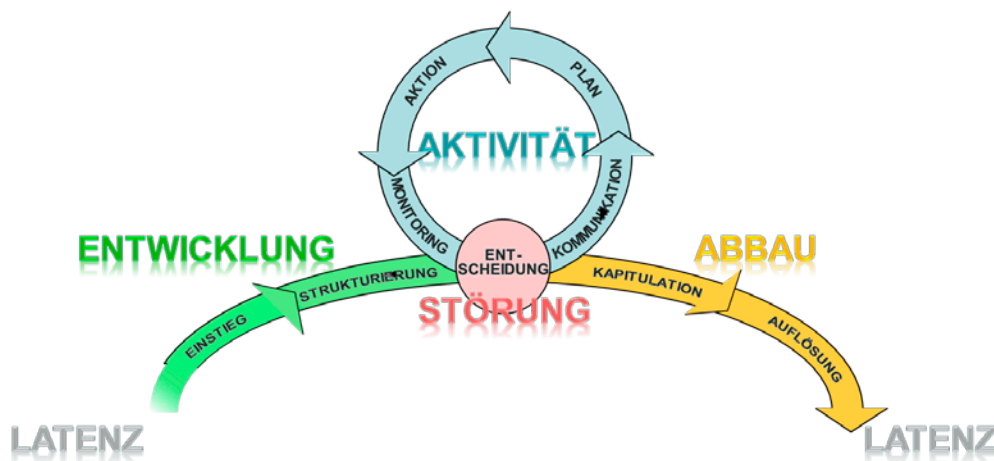 AKTION
PLAN
AKTIVITÄT
MONITORING
KOMMUNIKATION
ENTWICKLUNG
ENT-
SCHEIDUNG
ABBAU
STRUKTURIERUNG
KAPITULATION
STÖRUNG
EINSTIEG
AUFLÖSUNG
LATENZ
LATENZ